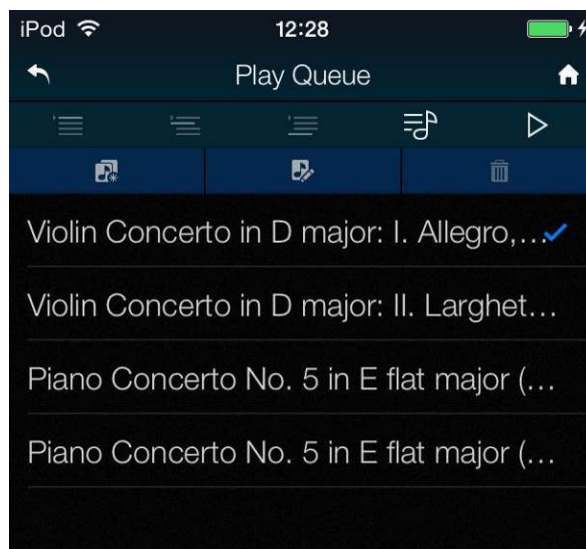 iPod 12:28
Play Queue
Violin Concerto in D major: I. Allegro,...
Violin Concerto in D major: II. Larghet...
Piano Concerto No. 5 in E flat major (...
Piano Concerto No. 5 in E flat major (...